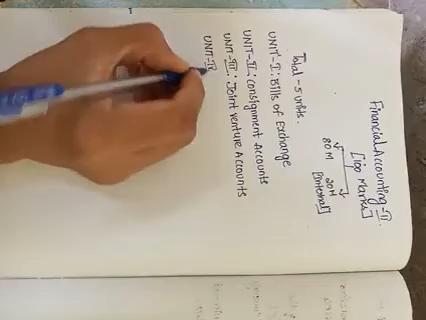 Financial Accounting-II.
[100 Marks]
80 M
20M
[Internal]
Total - 5 units.
UNIT-I: Bills of Exchange
UNIT-II: Consignment Accounts
UNIT-III: Joint venture Accounts
UNIT-IV